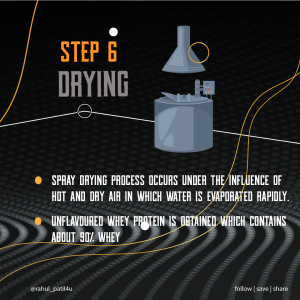 STEP 6
DRYING
SPRAY DRYING PROCESS OCCURS UNDER THE INFLUENCE OF
HOT AND DRY AIR IN WHICH WATER IS EVAPORATED RAPIDLY.
UNFLAVOURED WHEY PROTEIN IS OBTAINED WHICH CONTAINS
ABOUT 90% WHEY
@rahul_patil4u
follow | save | share